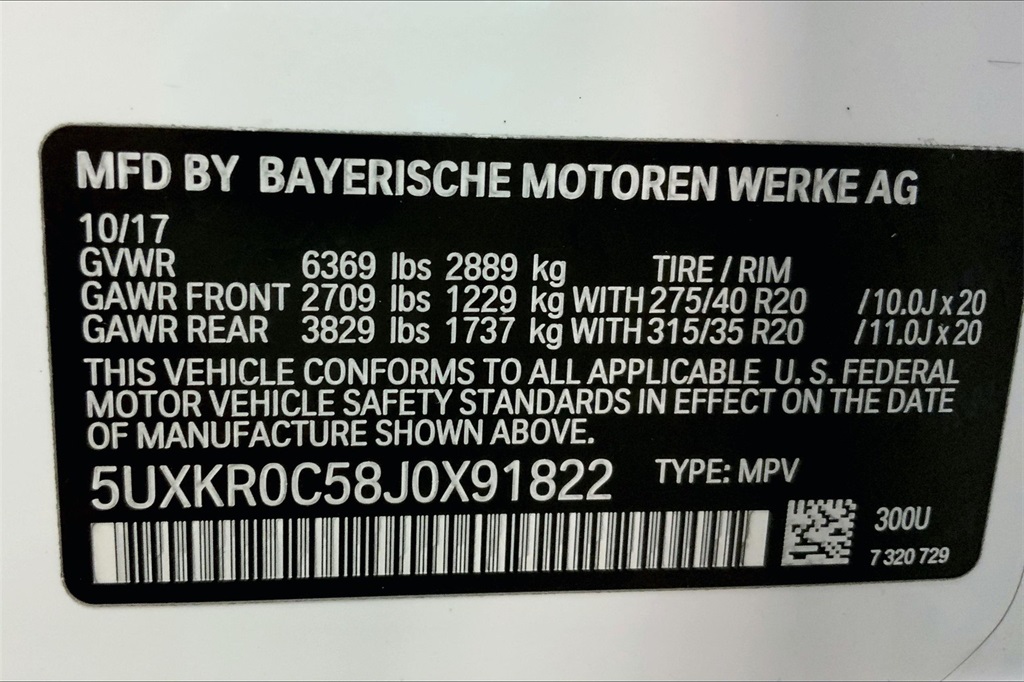 MFD BY BAYERISCHE MOTOREN WERKE AG
10/17
GVWR 6369 lbs 2889 kg TIRE / RIM
GAWR FRONT 2709 lbs 1229 kg WITH 275/40 R20 /10.0J x 20
GAWR REAR 3829 lbs 1737 kg WITH 315/35 R20 /11.0J x 20
THIS VEHICLE CONFORMS TO ALL APPLICABLE U. S. FEDERAL
MOTOR VEHICLE SAFETY STANDARDS IN EFFECT ON THE DATE
OF MANUFACTURE SHOWN ABOVE.
5UXKR0C58J0X91822 TYPE: MPV
300U
7 320 729